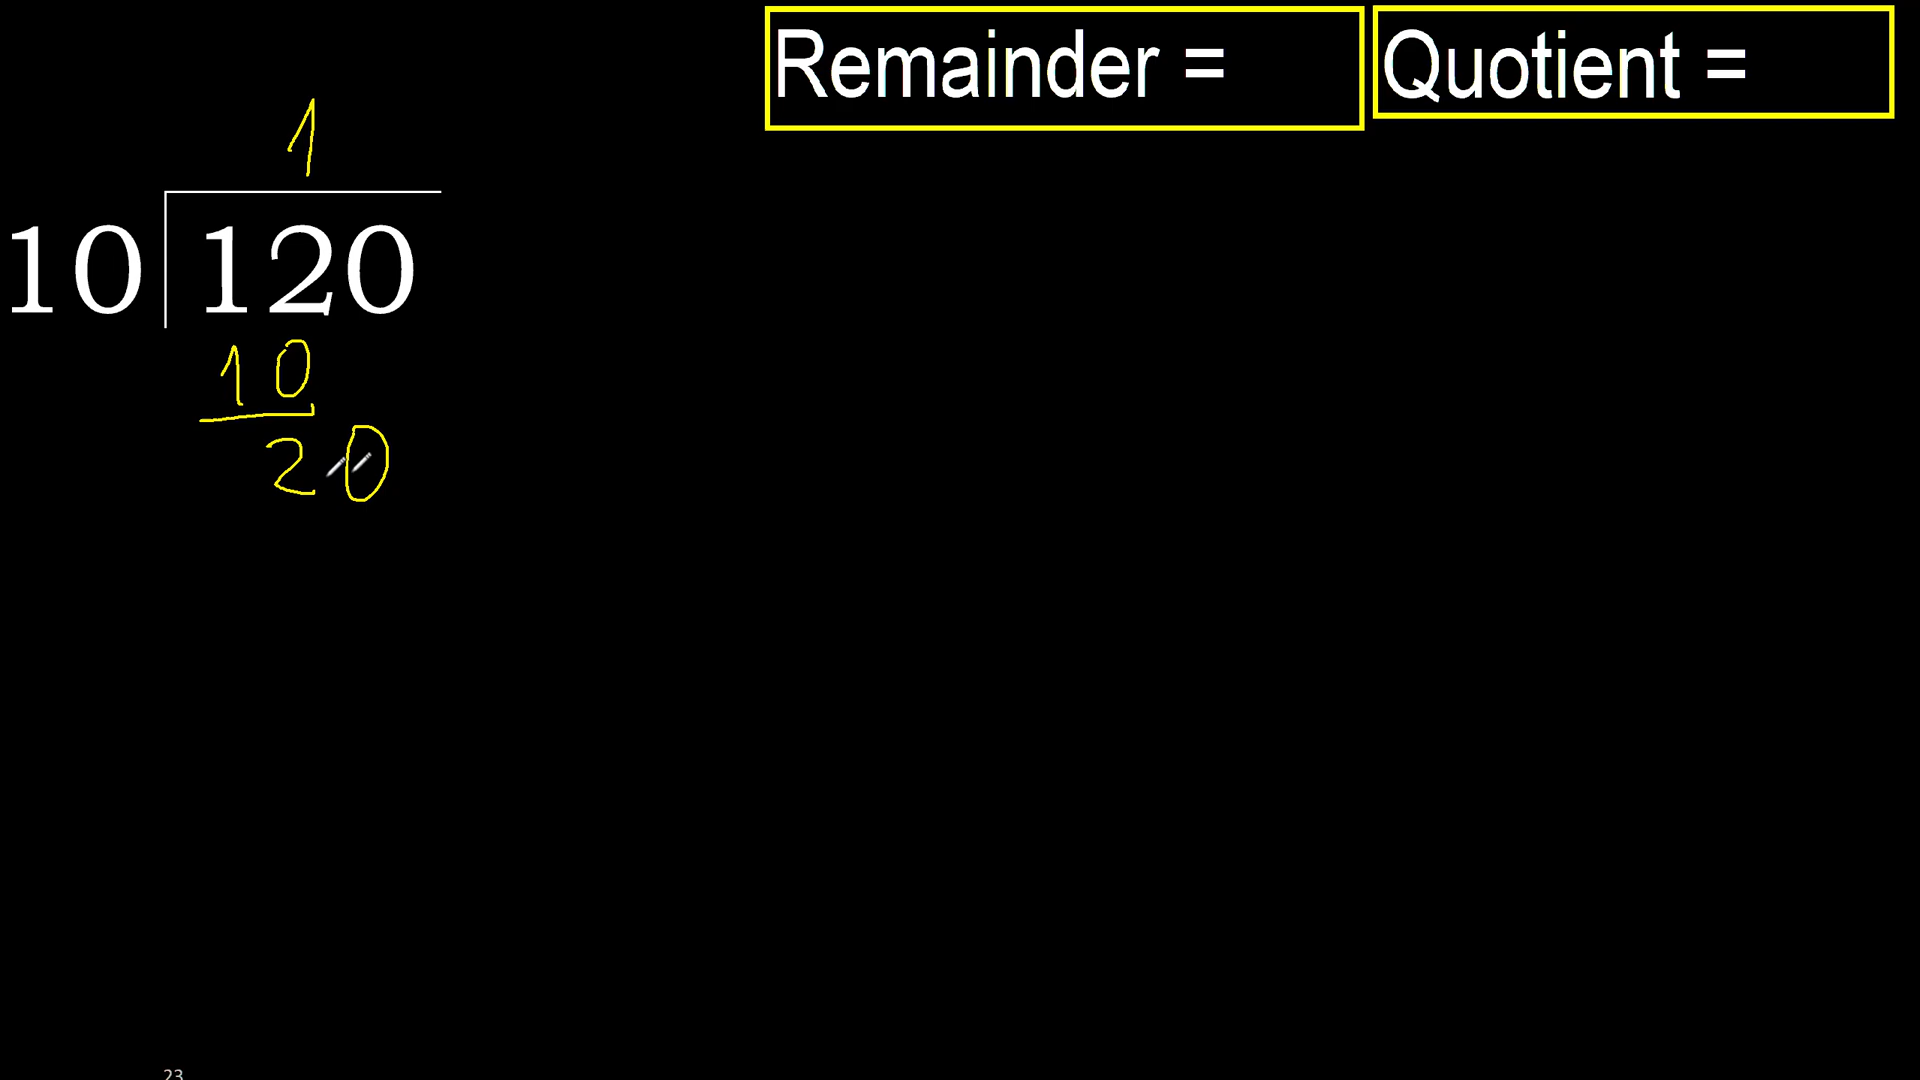 Remainder =
Quotient =
1
10 120
10
20
23